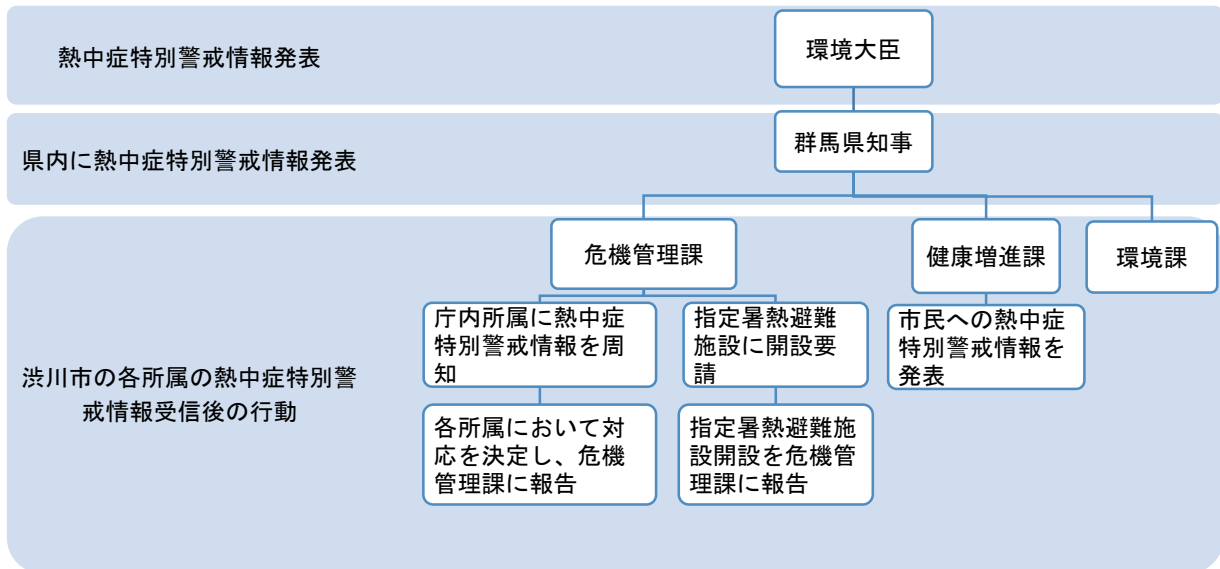 熱中症特別警戒情報発表
環境大臣
県内に熱中症特別警戒情報発表
群馬県知事
渋川市の各所属の熱中症特別警
戒情報受信後の行動
危機管理課
健康増進課
環境課
庁内所属に熱中症
特別警戒情報を周
知
指定暑熱避難
施設に開設要
請
市民への熱中症
特別警戒情報を
発表
各所属において対
応を決定し、危機
管理課に報告
指定暑熱避難施
設開設を危機管
理課に報告